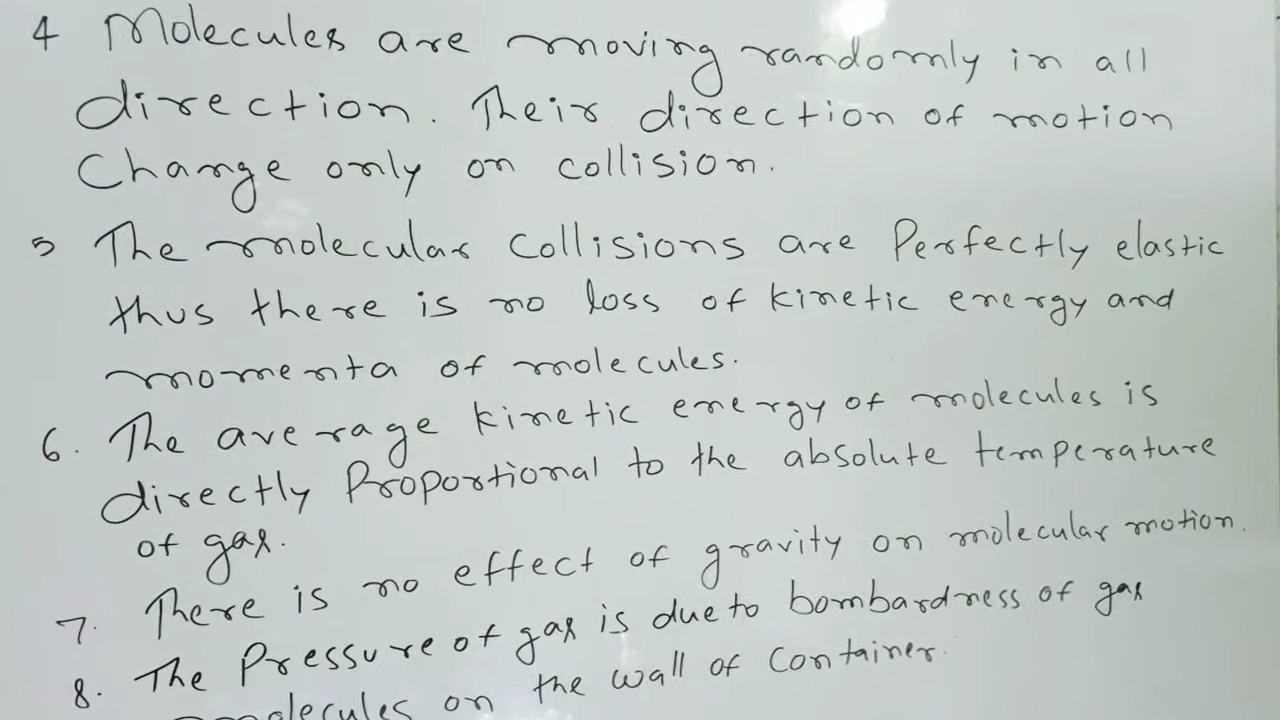 4 Molecules are moving randomly in all
direction. Their direction of motion
Change only on collision.
5 The molecular Collisions are Perfectly elastic
thus there is no loss of kinetic energy and
momenta of molecules.
6. The average kinetic energy of molecules is
directly Proportional to the absolute temperature
of gas.
7. There is no effect of gravity on molecular motion.
8. The Pressure of gas is due to bombardness of gas
molecules on the wall of Container.